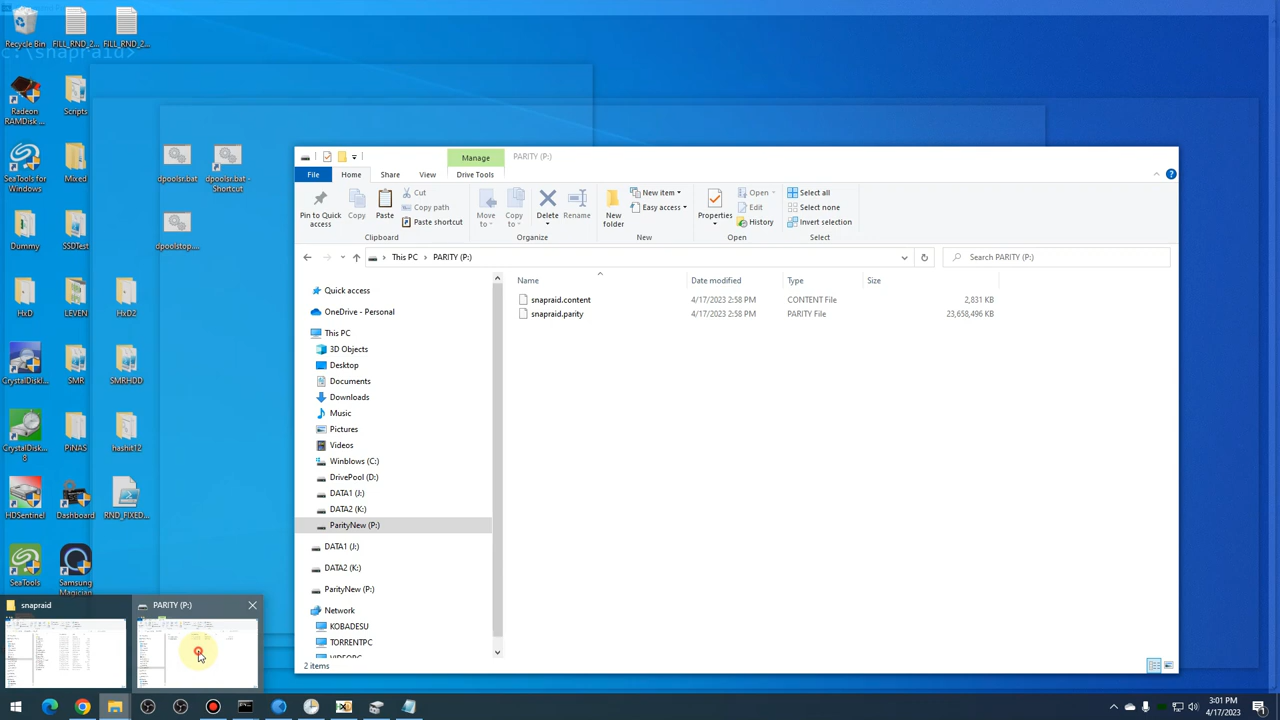 Recycle Bin
FILL_RND_2...
FILL_RND_2...
c:\snapraid>
Radeon RAMDisk...
Scripts
SeaTools for Windows
Mixed
dpoolsr.bat
dpoolsr.bat - Shortcut
Dummy
SSDTest
dpoolstop....
HxD
LEVEN
HxD2
CrystalDiskI...
SMR
SMRHDD
CrystalDisk... 8
PiNAS
hashit12
HDSentinel
Dashboard
RND_FIXED...
SeaTools
Samsung Magician
Manage
PARITY (P:)
File
Home
Share
View
Drive Tools
Pin to Quick access
Copy
Paste
Cut
Copy path
Paste shortcut
Clipboard
Move to
Copy to
Delete
Rename
Organize
New folder
New item
Easy access
New
Properties
Open
Edit
History
Open
Select all
Select none
Invert selection
Select
This PC > PARITY (P:)
Search PARITY (P:)
Name
Date modified
Type
Size
snapraid.content 4/17/2023 2:58 PM CONTENT File 2,831 KB
snapraid.parity 4/17/2023 2:58 PM PARITY File 23,658,496 KB
Quick access
OneDrive - Personal
This PC
3D Objects
Desktop
Documents
Downloads
Music
Pictures
Videos
Winblows (C:)
DrivePool (D:)
DATA1 (J:)
DATA2 (K:)
ParityNew (P:)
DATA1 (J:)
DATA2 (K:)
ParityNew (P:)
Network
KOBADESU
TORRENTPC
2 items
snapraid
PARITY (P:)
3:01 PM
4/17/2023